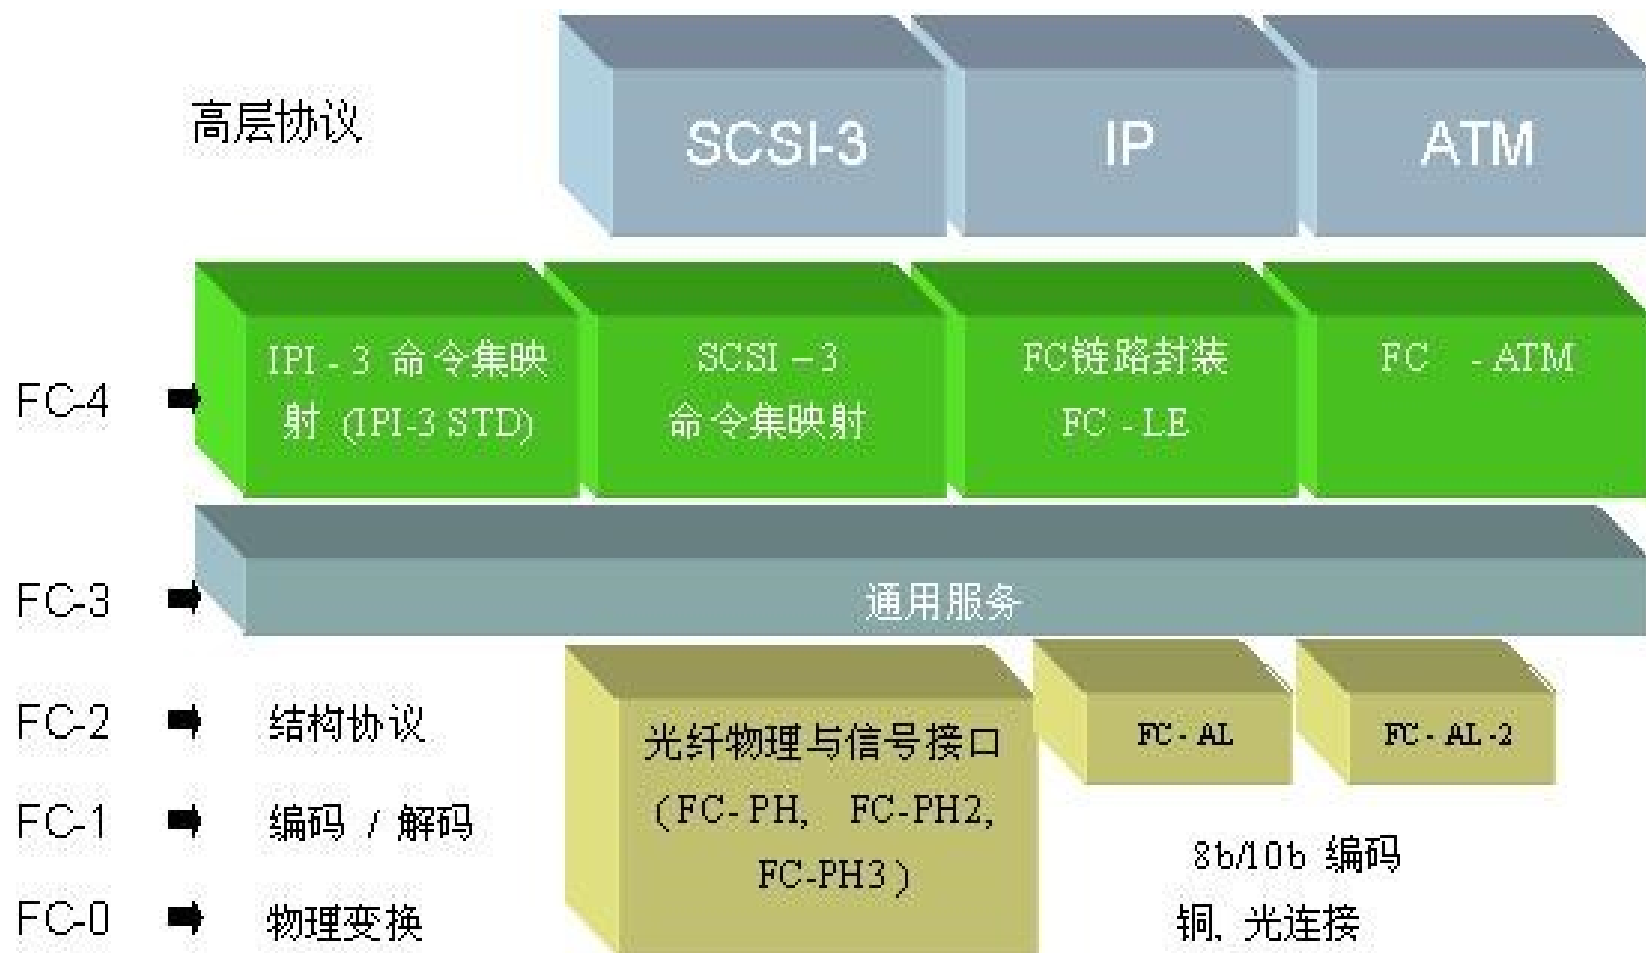 高层协议
SCSI-3
IP
ATM
FC-4
IPI - 3 命令集映
射 (IPI-3 STD)
SCSI – 3
命令集映射
FC链路封装
FC - LE
FC - ATM
FC-3
通用服务
FC-2
结构协议
光纤物理与信号接口
(FC- PH, FC-PH2,
FC-PH3 )
FC- AL
FC- AL -2
FC-1
编码 / 解码
8b/10b 编码
FC-0
物理变换
铜, 光连接